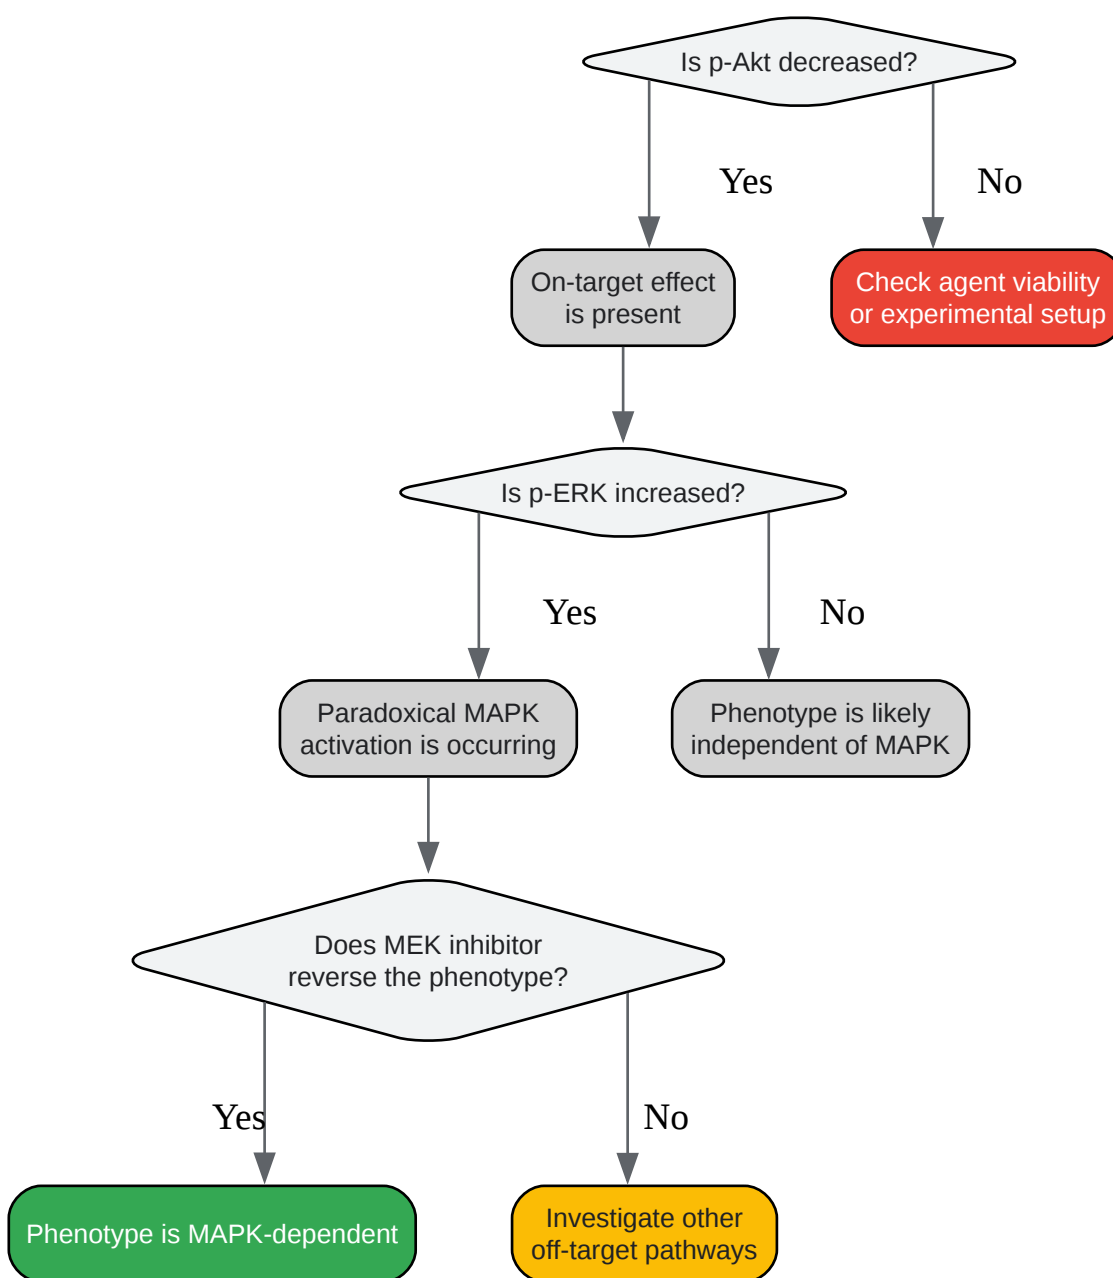 Is p-Akt decreased?
Yes
No
On-target effect
is present
Check agent viability
or experimental setup
Is p-ERK increased?
Yes
No
Paradoxical MAPK
activation is occurring
Phenotype is likely
independent of MAPK
Does MEK inhibitor
reverse the phenotype?
Yes
No
Phenotype is MAPK-dependent
Investigate other
off-target pathways